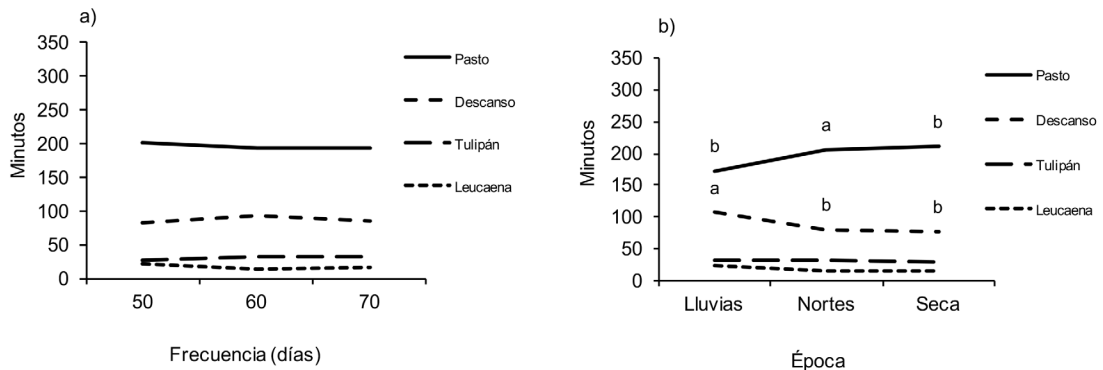 a)
350
300
250
200
150
100
50
0
Minutos
50 60 70
Frecuencia (días)
Pasto
Descanso
Tulipán
Leucaena
b)
350
300
250
200
150
100
50
0
Minutos
b a b
a b b
Lluvias Nortes Seca
Época
Pasto
Descanso
Tulipán
Leucaena